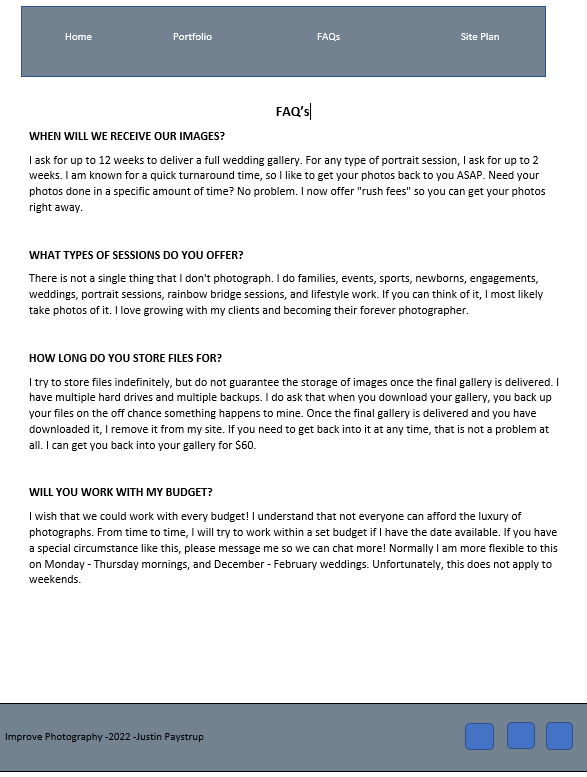 Home Portfolio FAQs Site Plan
FAQ's
WHEN WILL WE RECEIVE OUR IMAGES?
I ask for up to 12 weeks to deliver a full wedding gallery. For any type of portrait session, I ask for up to 2
weeks. I am known for a quick turnaround time, so I like to get your photos back to you ASAP. Need your
photos done in a specific amount of time? No problem. I now offer "rush fees" so you can get your photos
right away.
WHAT TYPES OF SESSIONS DO YOU OFFER?
There is not a single thing that I don't photograph. I do families, events, sports, newborns, engagements,
weddings, portrait sessions, rainbow bridge sessions, and lifestyle work. If you can think of it, I most likely
take photos of it. I love growing with my clients and becoming their forever photographer.
HOW LONG DO YOU STORE FILES FOR?
I try to store files indefinitely, but do not guarantee the storage of images once the final gallery is delivered. I
have multiple hard drives and multiple backups. I do ask that when you download your gallery, you back up
your files on the off chance something happens to mine. Once the final gallery is delivered and you have
downloaded it, I remove it from my site. If you need to get back into it at any time, that is not a problem at
all. I can get you back into your gallery for $60.
WILL YOU WORK WITH MY BUDGET?
I wish that we could work with every budget! I understand that not everyone can afford the luxury of
photographs. From time to time, I will try to work within a set budget if I have the date available. If you have
a special circumstance like this, please message me so we can chat more! Normally I am more flexible to this
on Monday - Thursday mornings, and December - February weddings. Unfortunately, this does not apply to
weekends.
Improve Photography -2022 -Justin Paystrup